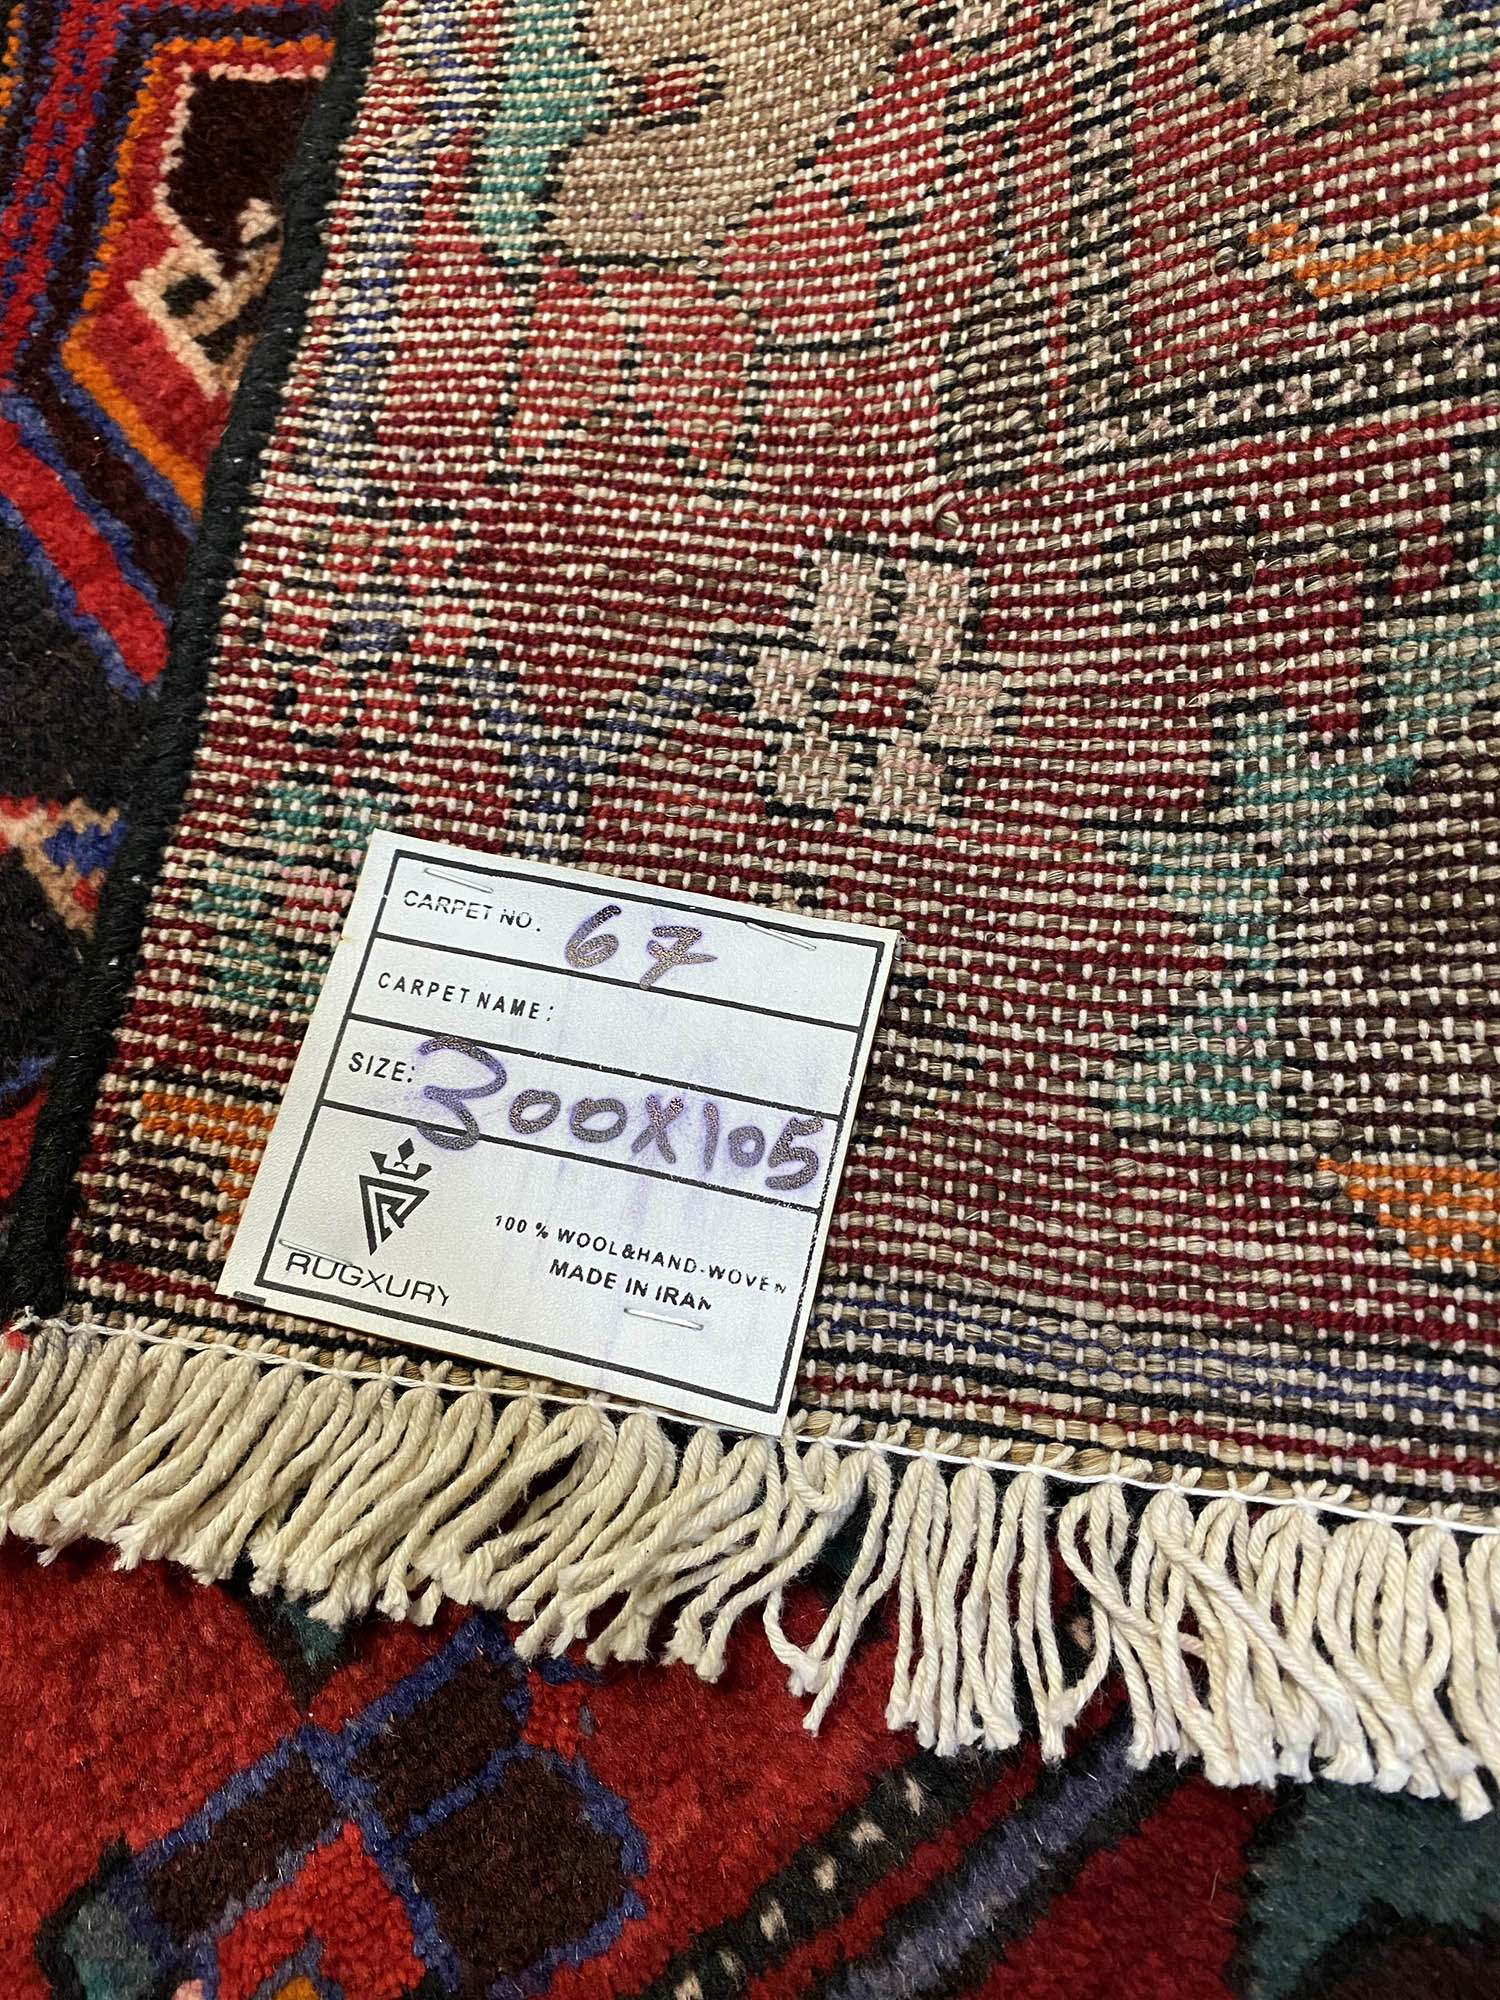 CARPET NO. 67
CARPET NAME:
SIZE: 300X105
100 % WOOL&HAND-WOVEN
MADE IN IRAN
RUGXURY